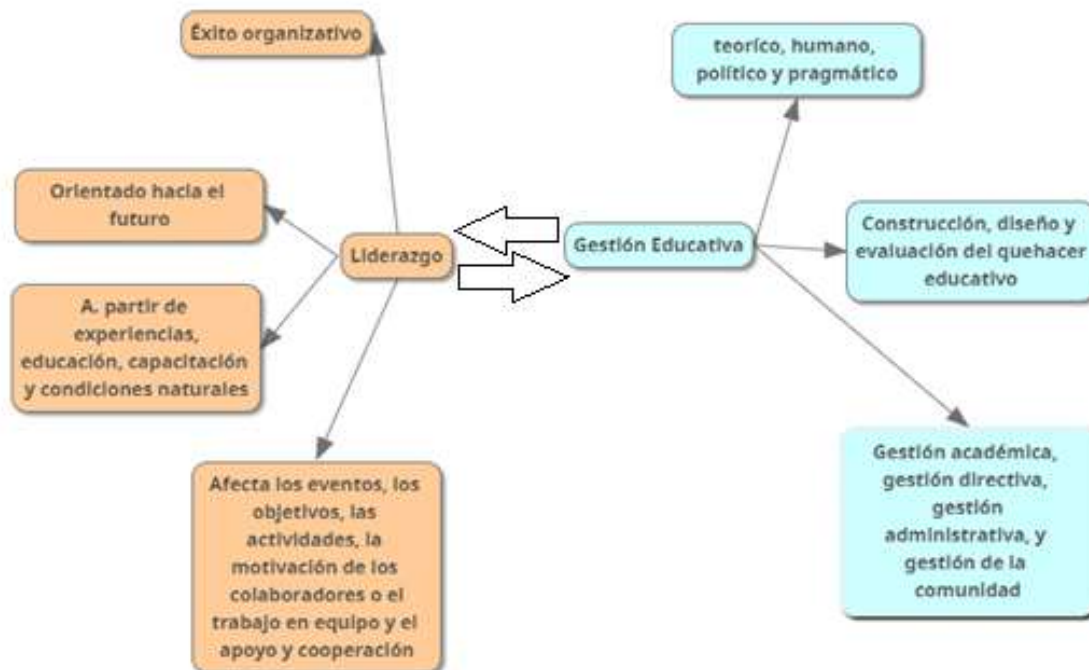 Éxito organizativo
teoríco, humano,
político y pragmático
Orientado hacia el
futuro
Liderazgo
Gestión Educativa
Construcción, diseño y
evaluación del quehacer
educativo
A. partir de
experiencias,
educación, capacitación
y condiciones naturales
Afecta los eventos, los
objetivos, las
actividades, la
motivación de los
colaboradores o el
trabajo en equipo y el
apoyo y cooperación
Gestión académica,
gestión directiva,
gestión
administrativa, y
gestión de la
comunidad